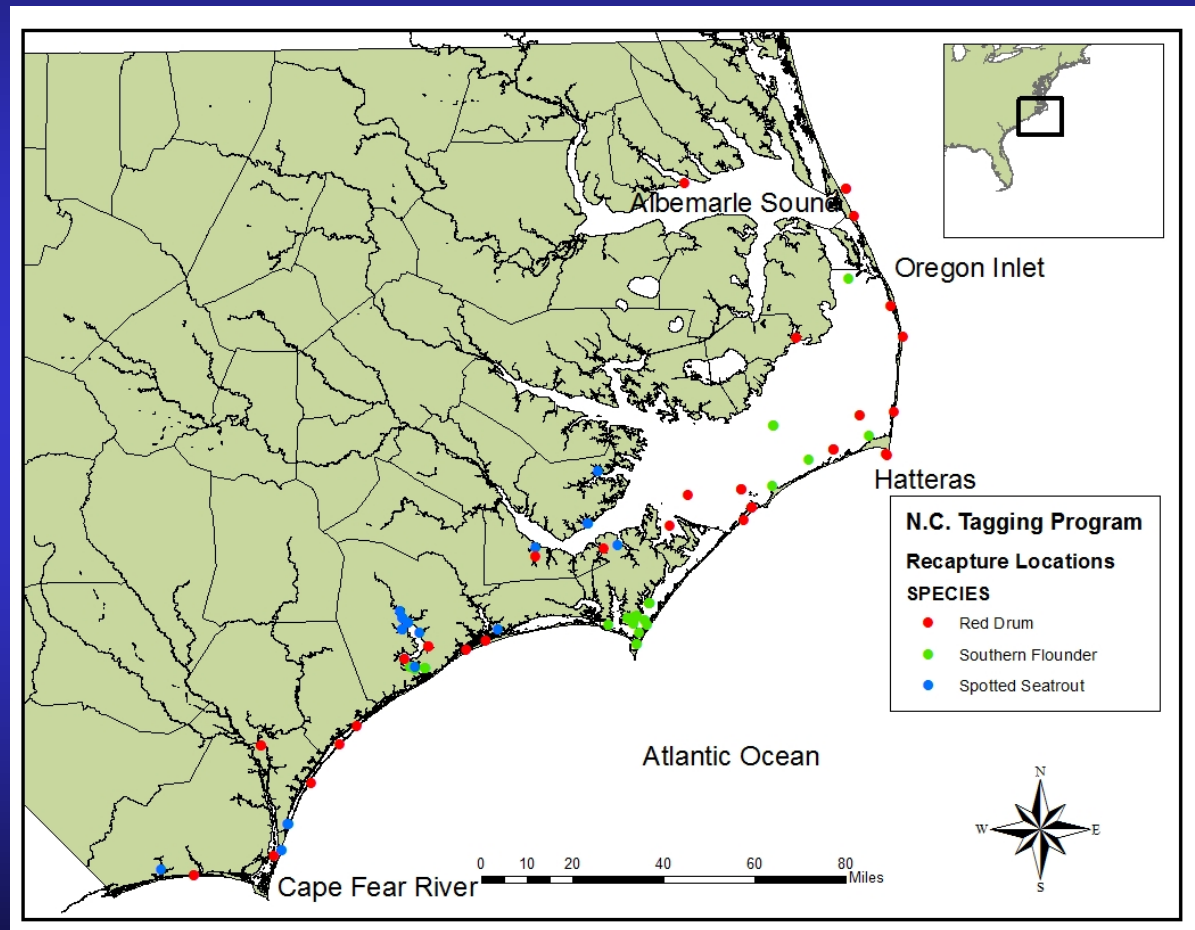 Albemarle Sound
Oregon Inlet
Hatteras
N.C. Tagging Program
Recapture Locations
SPECIES
Red Drum
Southern Flounder
Spotted Seatrout
Atlantic Ocean
N
W E
S
0 10 20 40 60 80
Miles
Cape Fear River